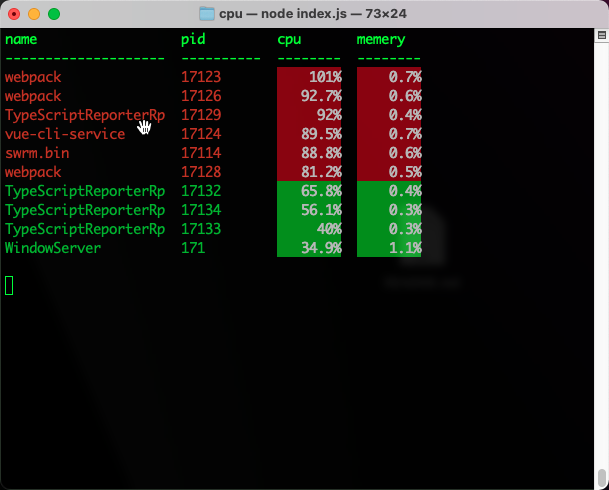 cpu — node index.js — 73×24
name pid cpu memery
-------------------- ---------- -------- --------
webpack 17123 101% 0.7%
webpack 17126 92.7% 0.6%
TypeScriptReporterRp 17129 92% 0.4%
vue-cli-service 17124 89.5% 0.7%
swrm.bin 17114 88.8% 0.6%
webpack 17128 81.2% 0.5%
TypeScriptReporterRp 17132 65.8% 0.4%
TypeScriptReporterRp 17134 56.1% 0.3%
TypeScriptReporterRp 17133 40% 0.3%
WindowServer 171 34.9% 1.1%